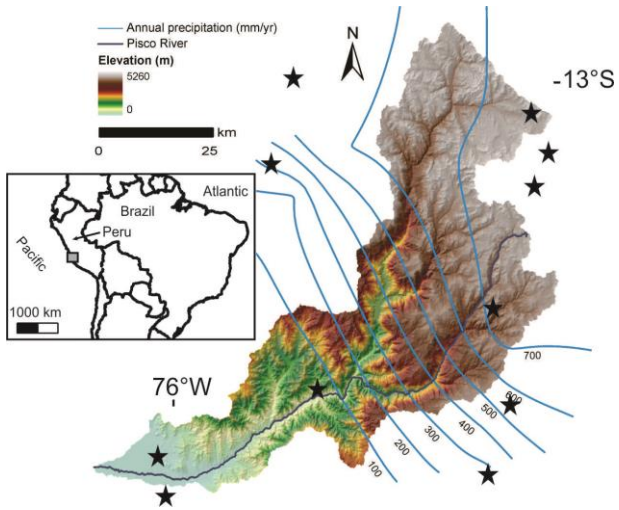 Annual precipitation (mm/yr)
Pisco River
Elevation (m)
5260
0
km
0 25
N
-13°S
Atlantic
Brazil
Peru
Pacific
1000 km
76°W
700
600
500
400
300
200
100